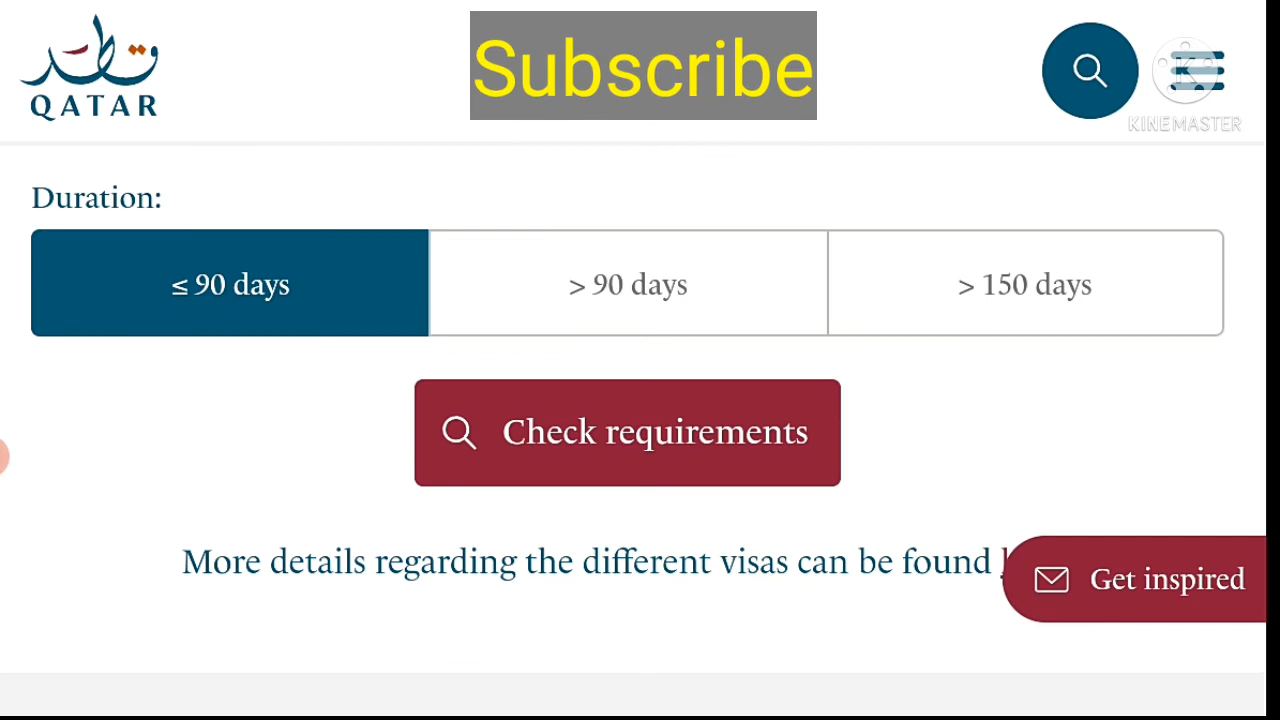 قطر
QATAR
Subscribe
KINEMASTER
Duration:
≤ 90 days
> 90 days
> 150 days
Check requirements
More details regarding the different visas can be found
Get inspired